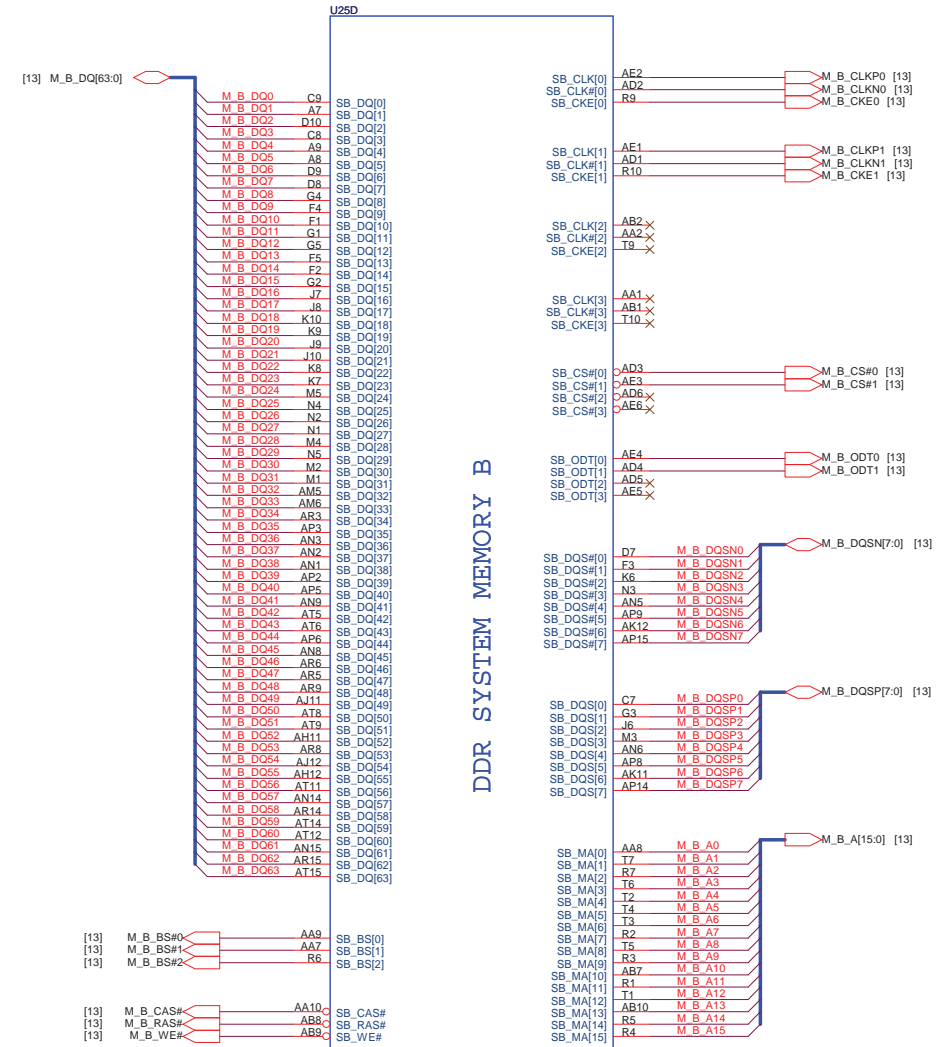 U25D
[13] M_B_DQ[63:0]
M_B_DQ0 C9 SB_DQ[0]
M_B_DQ1 A7 SB_DQ[1]
M_B_DQ2 D10 SB_DQ[2]
M_B_DQ3 C8 SB_DQ[3]
M_B_DQ4 A9 SB_DQ[4]
M_B_DQ5 A8 SB_DQ[5]
M_B_DQ6 D9 SB_DQ[6]
M_B_DQ7 D8 SB_DQ[7]
M_B_DQ8 G4 SB_DQ[8]
M_B_DQ9 F4 SB_DQ[9]
M_B_DQ10 F1 SB_DQ[10]
M_B_DQ11 G1 SB_DQ[11]
M_B_DQ12 G5 SB_DQ[12]
M_B_DQ13 F5 SB_DQ[13]
M_B_DQ14 F2 SB_DQ[14]
M_B_DQ15 G2 SB_DQ[15]
M_B_DQ16 J7 SB_DQ[16]
M_B_DQ17 J8 SB_DQ[17]
M_B_DQ18 K10 SB_DQ[18]
M_B_DQ19 K9 SB_DQ[19]
M_B_DQ20 J9 SB_DQ[20]
M_B_DQ21 J10 SB_DQ[21]
M_B_DQ22 K8 SB_DQ[22]
M_B_DQ23 K7 SB_DQ[23]
M_B_DQ24 M5 SB_DQ[24]
M_B_DQ25 N4 SB_DQ[25]
M_B_DQ26 N2 SB_DQ[26]
M_B_DQ27 N1 SB_DQ[27]
M_B_DQ28 M4 SB_DQ[28]
M_B_DQ29 N5 SB_DQ[29]
M_B_DQ30 M2 SB_DQ[30]
M_B_DQ31 M1 SB_DQ[31]
M_B_DQ32 AM5 SB_DQ[32]
M_B_DQ33 AM6 SB_DQ[33]
M_B_DQ34 AR3 SB_DQ[34]
M_B_DQ35 AP3 SB_DQ[35]
M_B_DQ36 AN3 SB_DQ[36]
M_B_DQ37 AN2 SB_DQ[37]
M_B_DQ38 AN1 SB_DQ[38]
M_B_DQ39 AP2 SB_DQ[39]
M_B_DQ40 AP5 SB_DQ[40]
M_B_DQ41 AN9 SB_DQ[41]
M_B_DQ42 AT5 SB_DQ[42]
M_B_DQ43 AT6 SB_DQ[43]
M_B_DQ44 AP6 SB_DQ[44]
M_B_DQ45 AN8 SB_DQ[45]
M_B_DQ46 AR6 SB_DQ[46]
M_B_DQ47 AR5 SB_DQ[47]
M_B_DQ48 AR9 SB_DQ[48]
M_B_DQ49 AJ11 SB_DQ[49]
M_B_DQ50 AT8 SB_DQ[50]
M_B_DQ51 AT9 SB_DQ[51]
M_B_DQ52 AH11 SB_DQ[52]
M_B_DQ53 AR8 SB_DQ[53]
M_B_DQ54 AJ12 SB_DQ[54]
M_B_DQ55 AH12 SB_DQ[55]
M_B_DQ56 AT11 SB_DQ[56]
M_B_DQ57 AN14 SB_DQ[57]
M_B_DQ58 AR14 SB_DQ[58]
M_B_DQ59 AT14 SB_DQ[59]
M_B_DQ60 AT12 SB_DQ[60]
M_B_DQ61 AN15 SB_DQ[61]
M_B_DQ62 AR15 SB_DQ[62]
M_B_DQ63 AT15 SB_DQ[63]
[13] M_B_BS#0 AA9 SB_BS[0]
[13] M_B_BS#1 AA7 SB_BS[1]
[13] M_B_BS#2 R6 SB_BS[2]
[13] M_B_CAS# AA10 SB_CAS#
[13] M_B_RAS# AB8 SB_RAS#
[13] M_B_WE# AB9 SB_WE#
DDR SYSTEM MEMORY B
SB_CLK[0] AE2 M_B_CLKP0 [13]
SB_CLK#[0] AD2 M_B_CLKN0 [13]
SB_CKE[0] R9 M_B_CKE0 [13]
SB_CLK[1] AE1 M_B_CLKP1 [13]
SB_CLK#[1] AD1 M_B_CLKN1 [13]
SB_CKE[1] R10 M_B_CKE1 [13]
SB_CLK[2] AB2
SB_CLK#[2] AA2
SB_CKE[2] T9
SB_CLK[3] AA1
SB_CLK#[3] AB1
SB_CKE[3] T10
SB_CS#[0] AD3 M_B_CS#0 [13]
SB_CS#[1] AE3 M_B_CS#1 [13]
SB_CS#[2] AD6
SB_CS#[3] AE6
SB_ODT[0] AE4 M_B_ODT0 [13]
SB_ODT[1] AD4 M_B_ODT1 [13]
SB_ODT[2] AD5
SB_ODT[3] AE5
M_B_DQSN[7:0] [13]
SB_DQS#[0] D7 M_B_DQSN0
SB_DQS#[1] F3 M_B_DQSN1
SB_DQS#[2] K6 M_B_DQSN2
SB_DQS#[3] N3 M_B_DQSN3
SB_DQS#[4] AN5 M_B_DQSN4
SB_DQS#[5] AP9 M_B_DQSN5
SB_DQS#[6] AK12 M_B_DQSN6
SB_DQS#[7] AP15 M_B_DQSN7
M_B_DQSP[7:0] [13]
SB_DQS[0] C7 M_B_DQSP0
SB_DQS[1] G3 M_B_DQSP1
SB_DQS[2] J6 M_B_DQSP2
SB_DQS[3] M3 M_B_DQSP3
SB_DQS[4] AN6 M_B_DQSP4
SB_DQS[5] AP8 M_B_DQSP5
SB_DQS[6] AK11 M_B_DQSP6
SB_DQS[7] AP14 M_B_DQSP7
M_B_A[15:0] [13]
SB_MA[0] AA8 M_B_A0
SB_MA[1] T7 M_B_A1
SB_MA[2] R7 M_B_A2
SB_MA[3] T6 M_B_A3
SB_MA[4] T2 M_B_A4
SB_MA[5] T4 M_B_A5
SB_MA[6] T3 M_B_A6
SB_MA[7] R2 M_B_A7
SB_MA[8] T5 M_B_A8
SB_MA[9] R3 M_B_A9
SB_MA[10] AB7 M_B_A10
SB_MA[11] R1 M_B_A11
SB_MA[12] T1 M_B_A12
SB_MA[13] AB10 M_B_A13
SB_MA[14] R5 M_B_A14
SB_MA[15] R4 M_B_A15